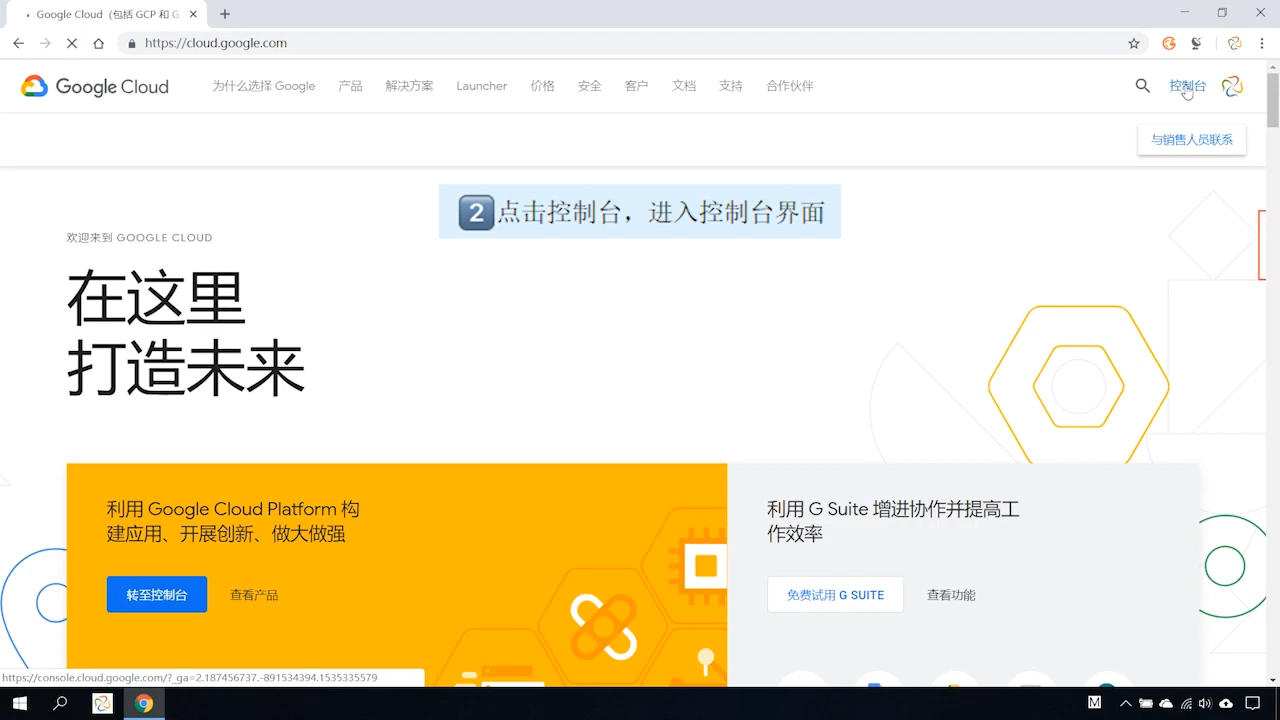 Google Cloud（包括 GCP 和 G
https://cloud.google.com
Google Cloud 为什么选择 Google 产品 解决方案 Launcher 价格 安全 客户 文档 支持 合作伙伴 控制台
与销售人员联系
2 点击控制台，进入控制台界面
欢迎来到 GOOGLE CLOUD
在这里
打造未来
利用 Google Cloud Platform 构
建应用、开展创新、做大做强
转至控制台 查看产品
利用 G Suite 增进协作并提高工
作效率
免费试用 G SUITE 查看功能
https://console.cloud.google.com/?_ga=2.187456737.-891534394.1535335579
M